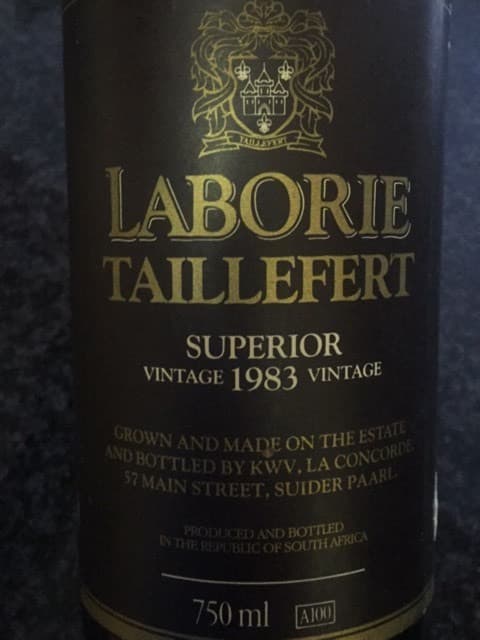 TAILLEFERT
LABORIE
TAILLEFERT
SUPERIOR
VINTAGE 1983 VINTAGE
GROWN AND MADE ON THE ESTATE
AND BOTTLED BY KWV, LA CONCORDE,
57 MAIN STREET, SUIDER PAARL.
PRODUCED AND BOTTLED
IN THE REPUBLIC OF SOUTH AFRICA
750 ml A100